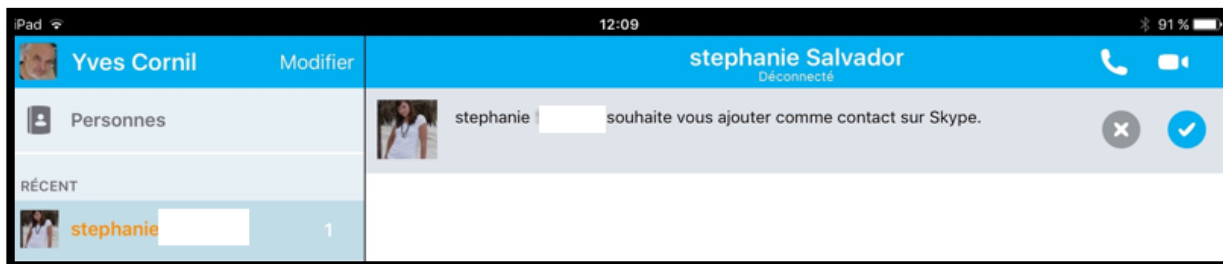 iPad 12:09 91 %
Yves Cornil Modifier
stephanie Salvador
Déconnecté
Personnes
stephanie souhaite vous ajouter comme contact sur Skype.
RÉCENT
stephanie 1